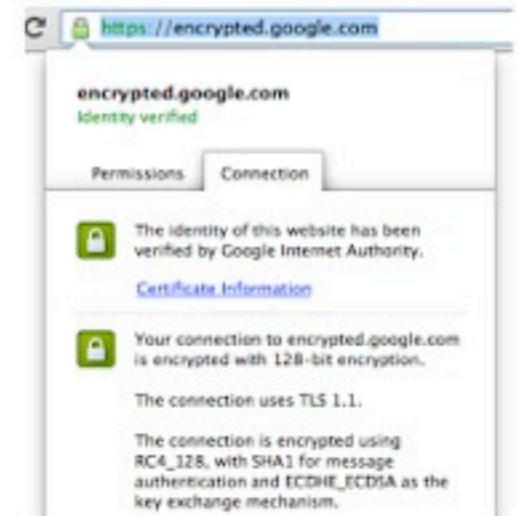 https://encrypted.google.com
encrypted.google.com
Identity verified
Permissions Connection
The identity of this website has been
verified by Google Internet Authority.
Certificate Information
Your connection to encrypted.google.com
is encrypted with 128-bit encryption.
The connection uses TLS 1.1.
The connection is encrypted using
RC4_128, with SHA1 for message
authentication and ECDHE_ECDSA as the
key exchange mechanism.